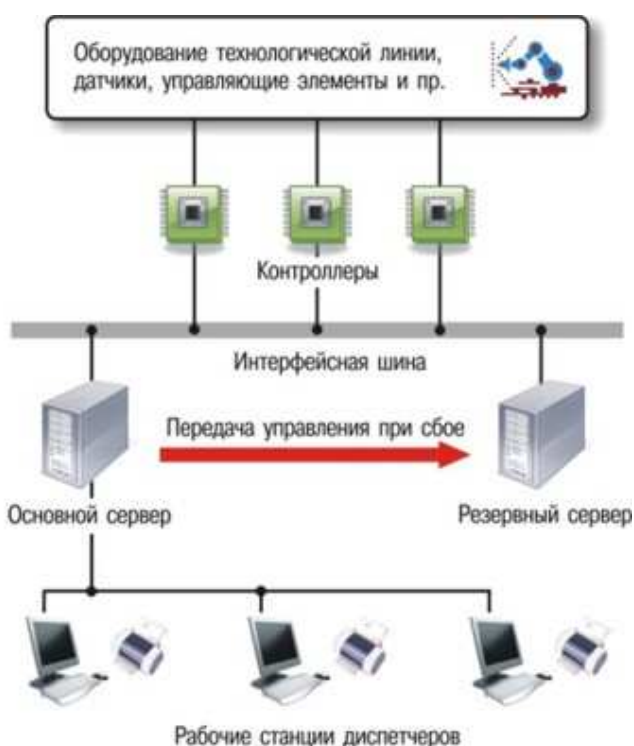 Оборудование технологической линии,
датчики, управляющие элементы и пр.
Контроллеры
Интерфейсная шина
Передача управления при сбое
Основной сервер
Резервный сервер
Рабочие станции диспетчеров